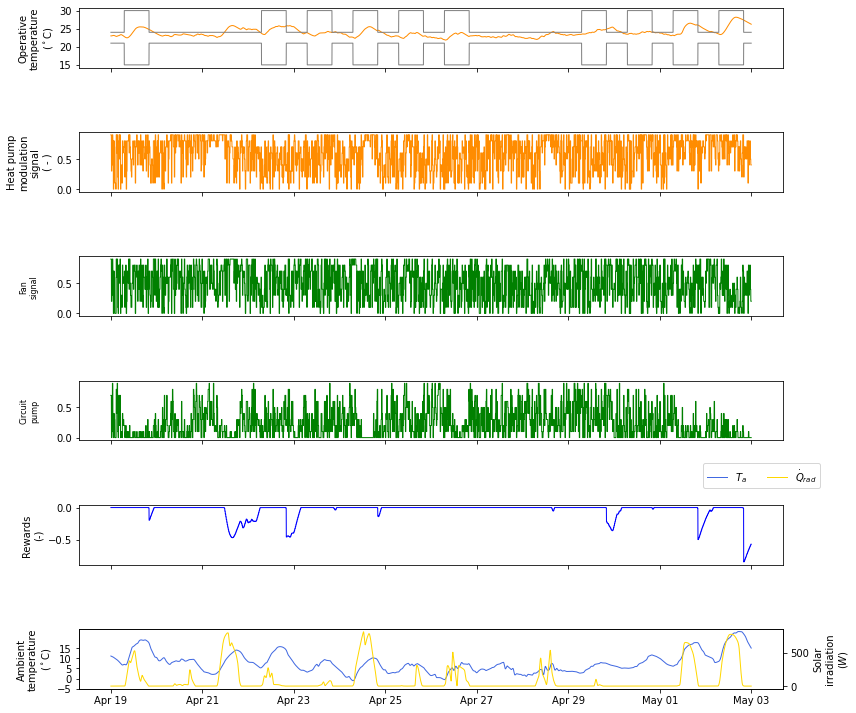 Operative
temperature
(°C)
30
25
20
15
Heat pump
modulation
signal
( - )
0.5
0.0
Fan
signal
0.5
0.0
Circuit
pump
0.5
0.0
T_a
Q̇_rad
Rewards
(-)
0.0
−0.5
Ambient
temperature
(°C)
15
10
5
0
−5
500
0
Solar
irradiation
(W)
Apr 19 Apr 21 Apr 23 Apr 25 Apr 27 Apr 29 May 01 May 03